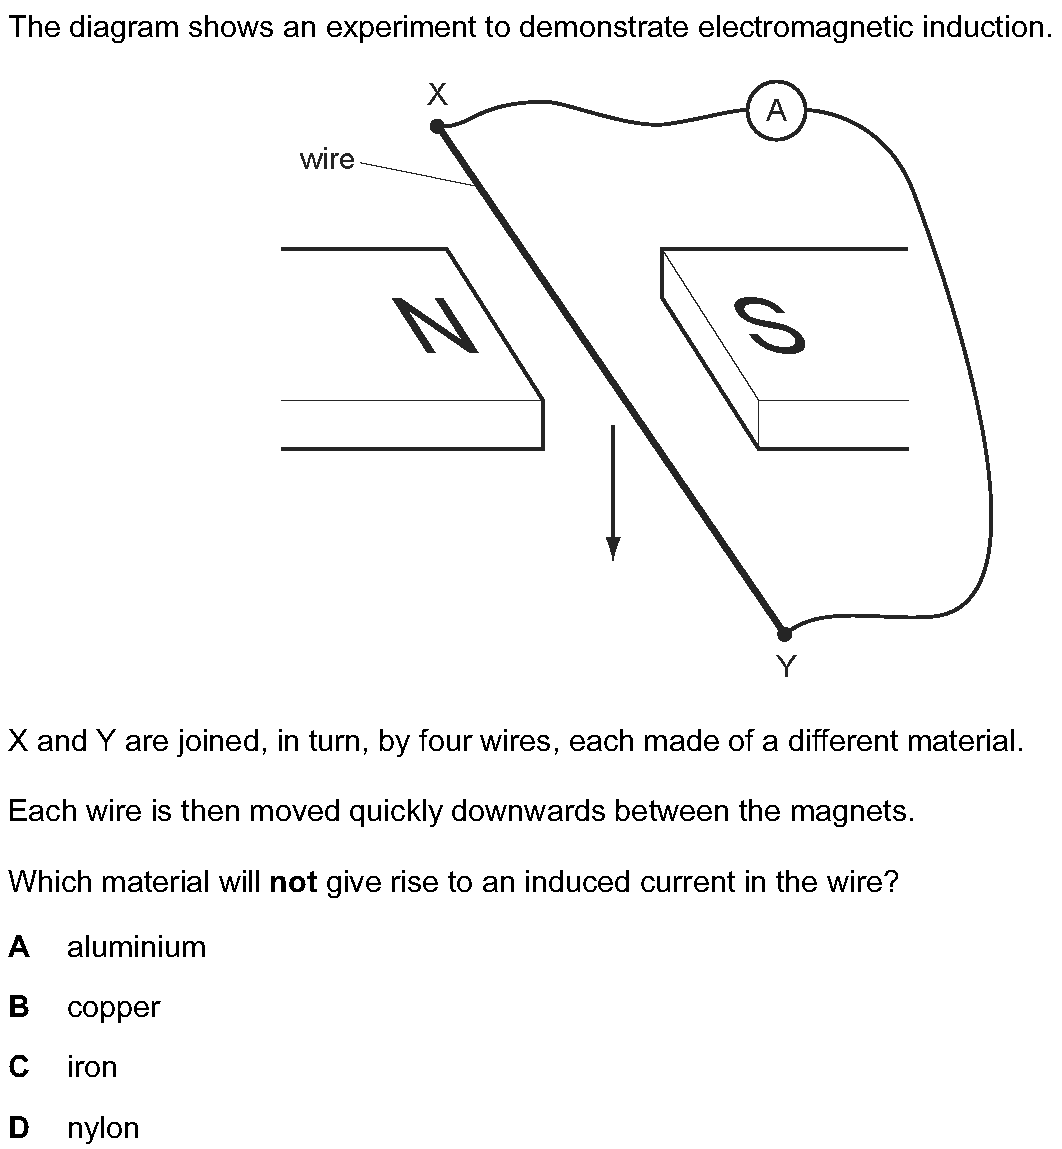 The diagram shows an experiment to demonstrate electromagnetic induction.
X
A
wire
N
S
Y
X and Y are joined, in turn, by four wires, each made of a different material.
Each wire is then moved quickly downwards between the magnets.
Which material will not give rise to an induced current in the wire?
A aluminium
B copper
C iron
D nylon